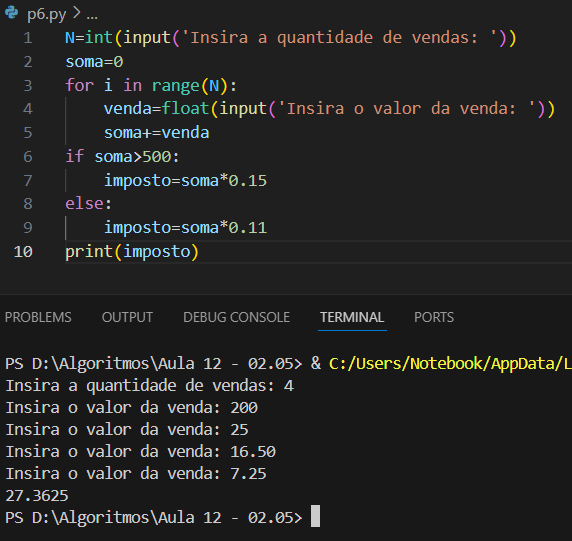 p6.py > ...
1 N=int(input('Insira a quantidade de vendas: '))
2 soma=0
3 for i in range(N):
4     venda=float(input('Insira o valor da venda: '))
5     soma+=venda
6 if soma>500:
7     imposto=soma*0.15
8 else:
9     imposto=soma*0.11
10 print(imposto)
PROBLEMS OUTPUT DEBUG CONSOLE TERMINAL PORTS
PS D:\Algoritmos\Aula 12 - 02.05> & C:/Users/Notebook/AppData/L
Insira a quantidade de vendas: 4
Insira o valor da venda: 200
Insira o valor da venda: 25
Insira o valor da venda: 16.50
Insira o valor da venda: 7.25
27.3625
PS D:\Algoritmos\Aula 12 - 02.05>